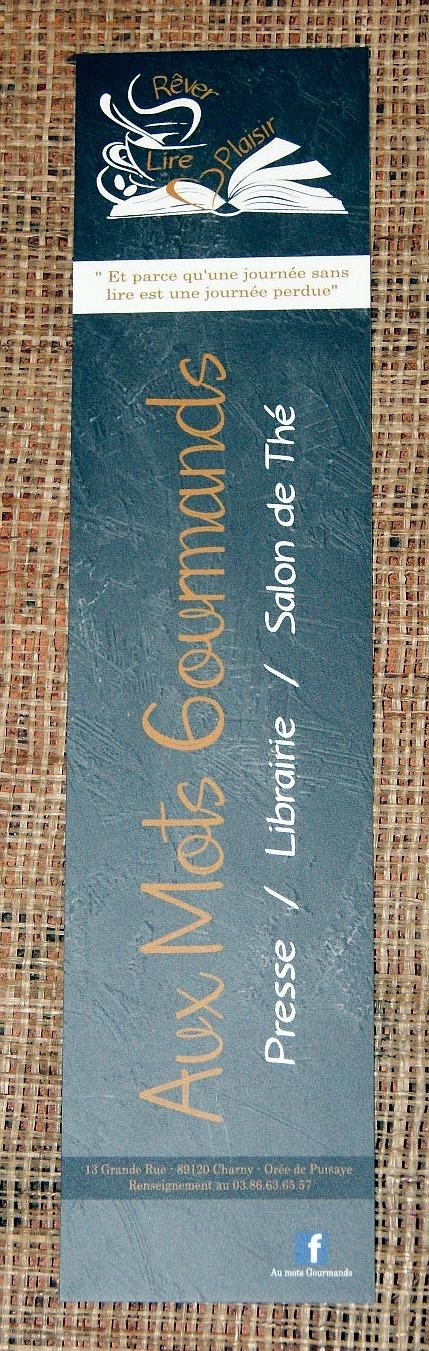 Rêver
Lire
Plaisir
" Et parce qu'une journée sans
lire est une journée perdue"
Aux Mots Gourmands
Presse / Librairie / Salon de Thé
13 Grande Rue - 89120 Charny - Orée de Puisaye
Renseignement au 03.86.63.65.57
f
Au mots Gourmands